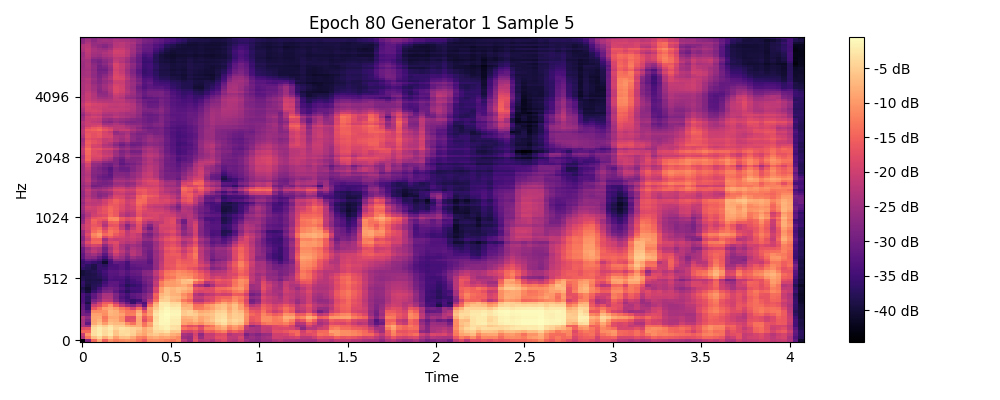 Epoch 80 Generator 1 Sample 5
Hz
4096
2048
1024
512
0
0 0.5 1 1.5 2 2.5 3 3.5 4
Time
-5 dB
-10 dB
-15 dB
-20 dB
-25 dB
-30 dB
-35 dB
-40 dB